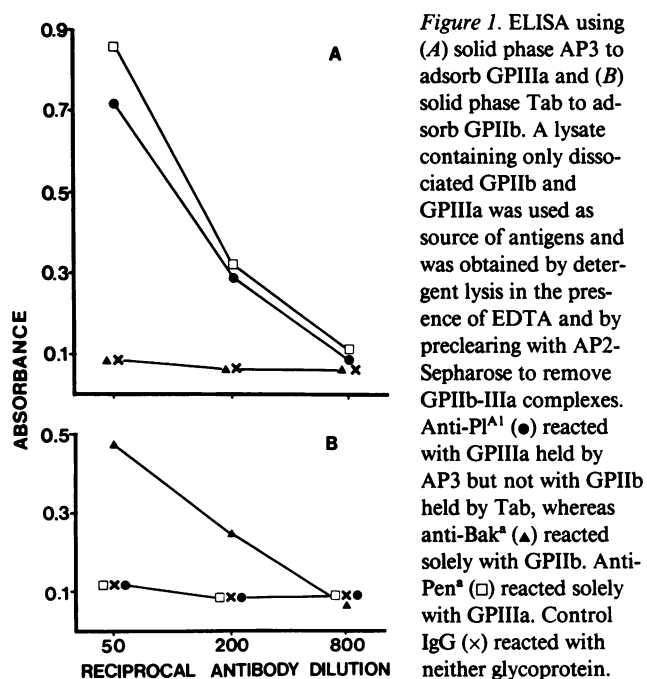 0.9
0.7
0.5
0.3
0.1
A
ABSORBANCE
0.5
0.3
0.1
B
50 200 800
RECIPROCAL ANTIBODY DILUTION
Figure 1. ELISA using
(A) solid phase AP3 to
adsorb GPIIIa and (B)
solid phase Tab to ad-
sorb GPIIb. A lysate
containing only disso-
ciated GPIIb and
GPIIIa was used as
source of antigens and
was obtained by deter-
gent lysis in the pres-
ence of EDTA and by
preclearing with AP2-
Sepharose to remove
GPIIb-IIIa complexes.
Anti-Plᴬ¹ (●) reacted
with GPIIIa held by
AP3 but not with GPIIb
held by Tab, whereas
anti-Bakᵃ (▲) reacted
solely with GPIIb. Anti-
Penᵃ (□) reacted solely
with GPIIIa. Control
IgG (×) reacted with
neither glycoprotein.